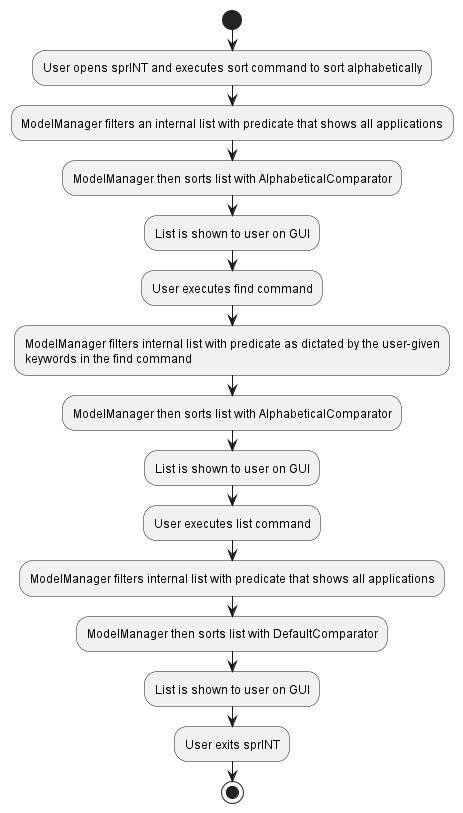 User opens sprINT and executes sort command to sort alphabetically
ModelManager filters an internal list with predicate that shows all applications
ModelManager then sorts list with AlphabeticalComparator
List is shown to user on GUI
User executes find command
ModelManager filters internal list with predicate as dictated by the user-given
keywords in the find command
ModelManager then sorts list with AlphabeticalComparator
List is shown to user on GUI
User executes list command
ModelManager filters internal list with predicate that shows all applications
ModelManager then sorts list with DefaultComparator
List is shown to user on GUI
User exits sprINT